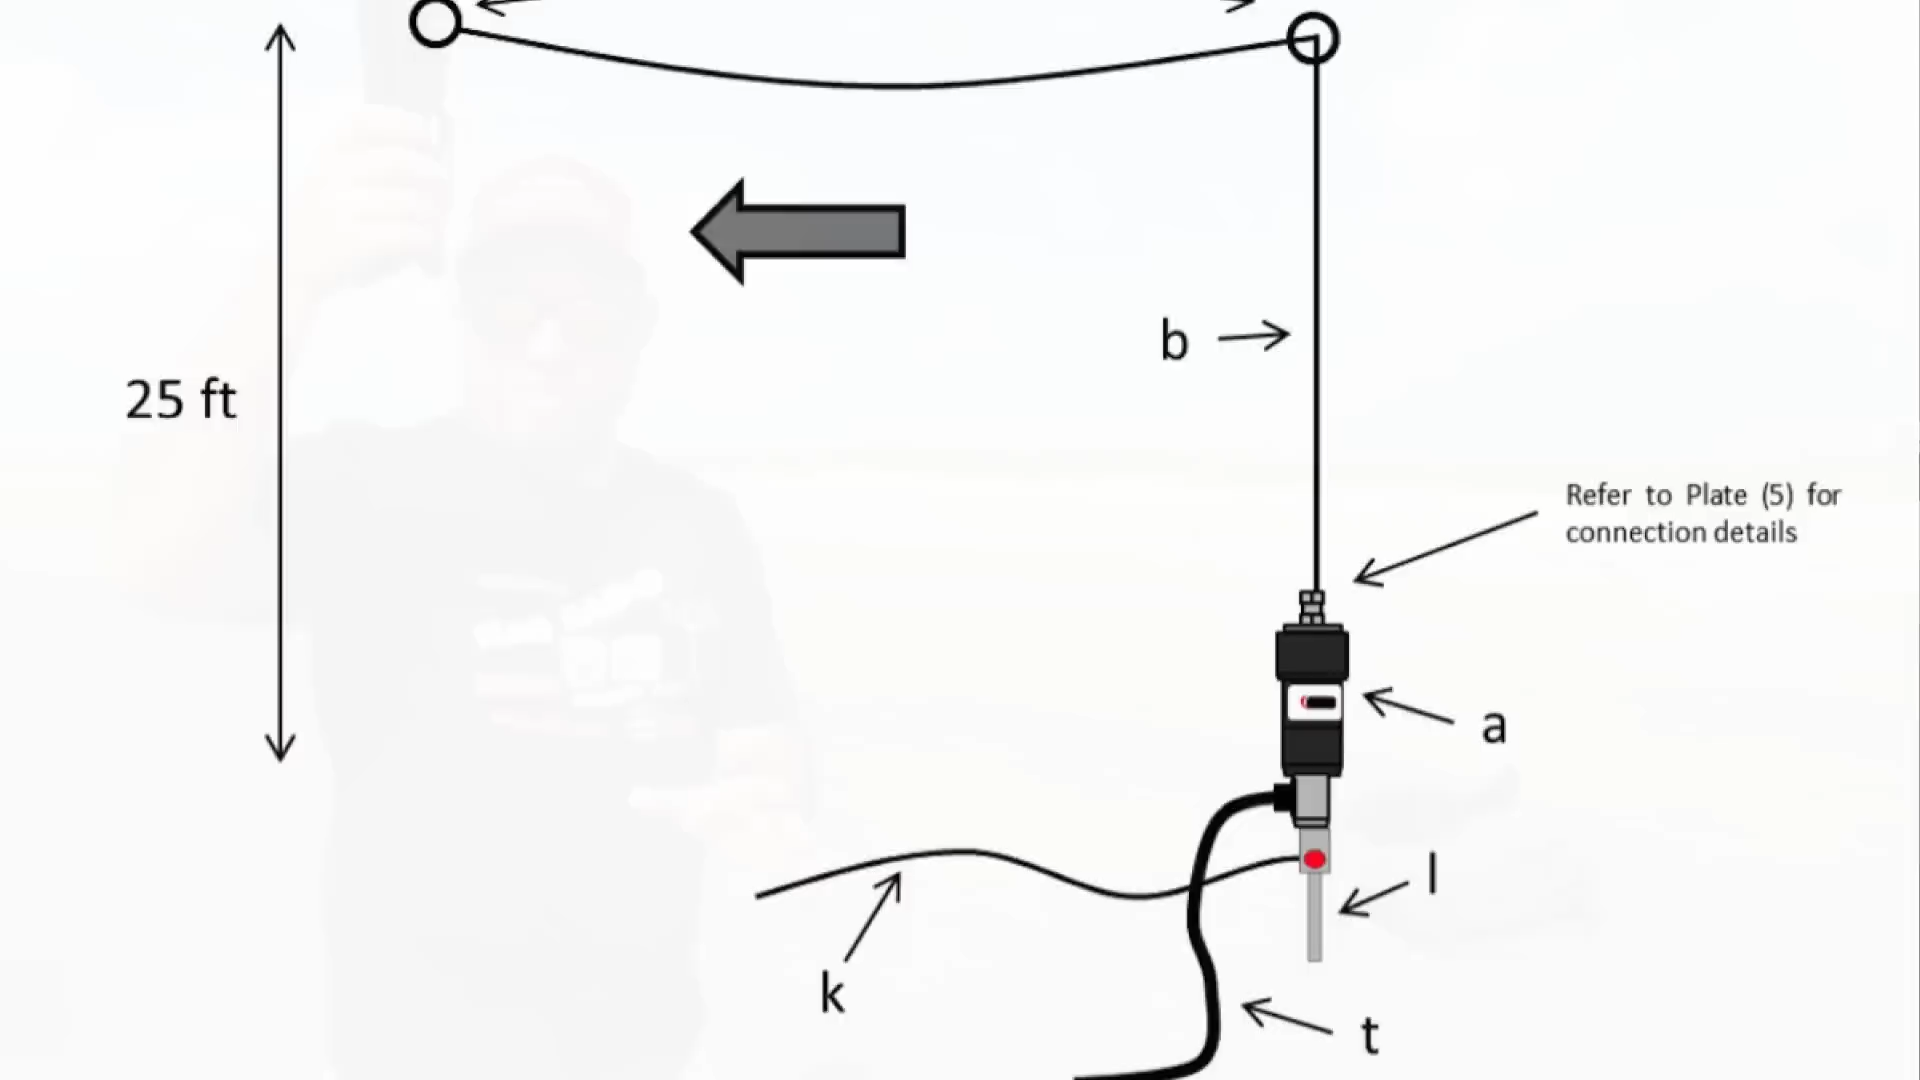 b
25 ft
Refer to Plate (5) for
connection details
a
l
k
t